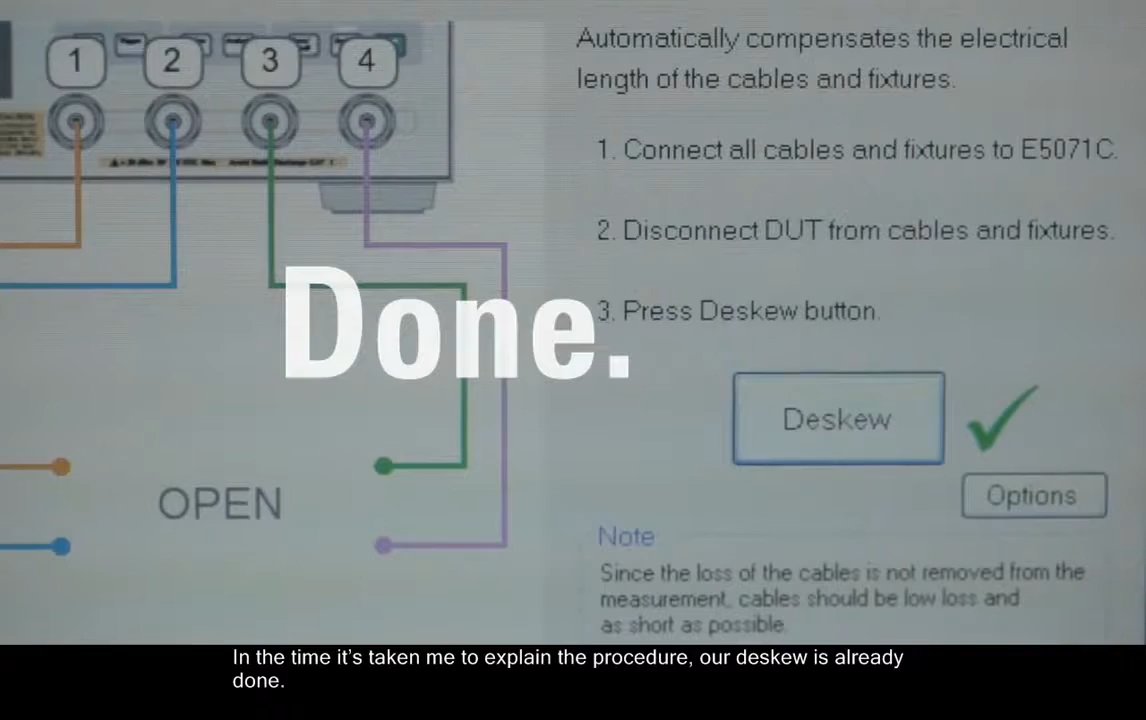 1 2 3 4
Automatically compensates the electrical
length of the cables and fixtures.
1. Connect all cables and fixtures to E5071C.
2. Disconnect DUT from cables and fixtures.
Done.
3. Press Deskew button.
Deskew
OPEN
Options
Note
Since the loss of the cables is not removed from the
measurement, cables should be low loss and
as short as possible.
In the time it's taken me to explain the procedure, our deskew is already
done.